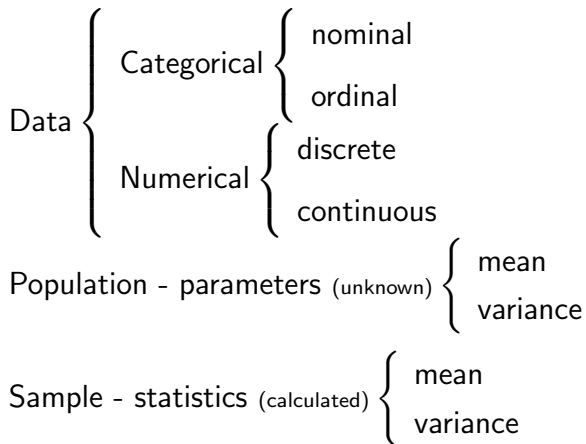 nominal
Categorical
ordinal
Data
discrete
Numerical
continuous
mean
Population - parameters (unknown)
variance
mean
Sample - statistics (calculated)
variance